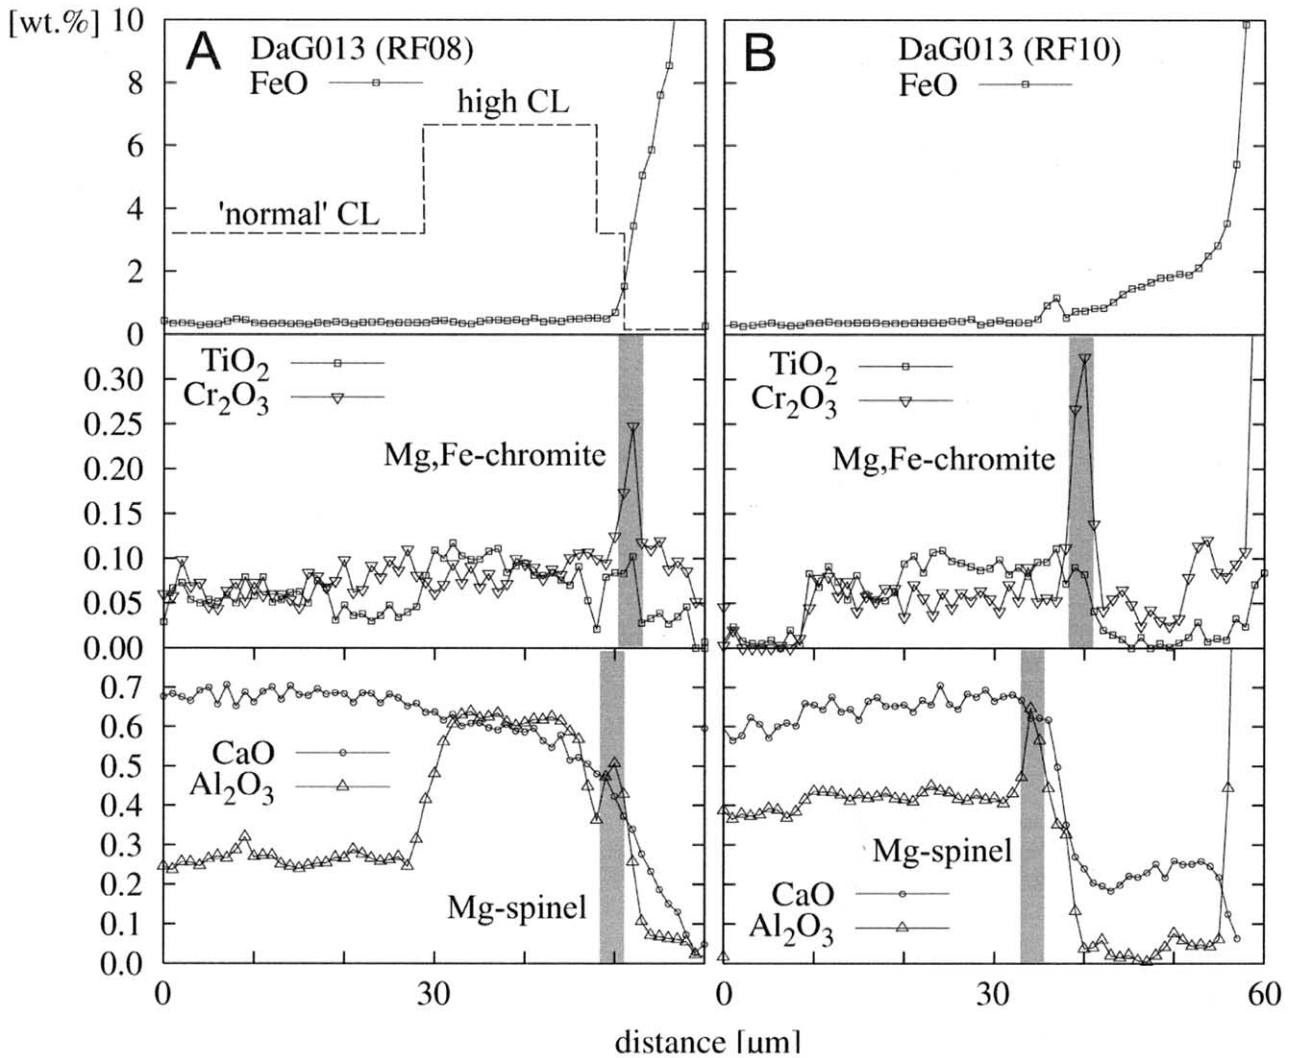 [wt.%] 10
8
6
4
2
0
A DaG013 (RF08)
FeO
high CL
'normal' CL
B DaG013 (RF10)
FeO
0.30
0.25
0.20
0.15
0.10
0.05
0.00
TiO2
Cr2O3
Mg,Fe-chromite
TiO2
Cr2O3
Mg,Fe-chromite
0.7
0.6
0.5
0.4
0.3
0.2
0.1
0.0
CaO
Al2O3
Mg-spinel
Mg-spinel
CaO
Al2O3
0 30 0 30 60
distance [µm]